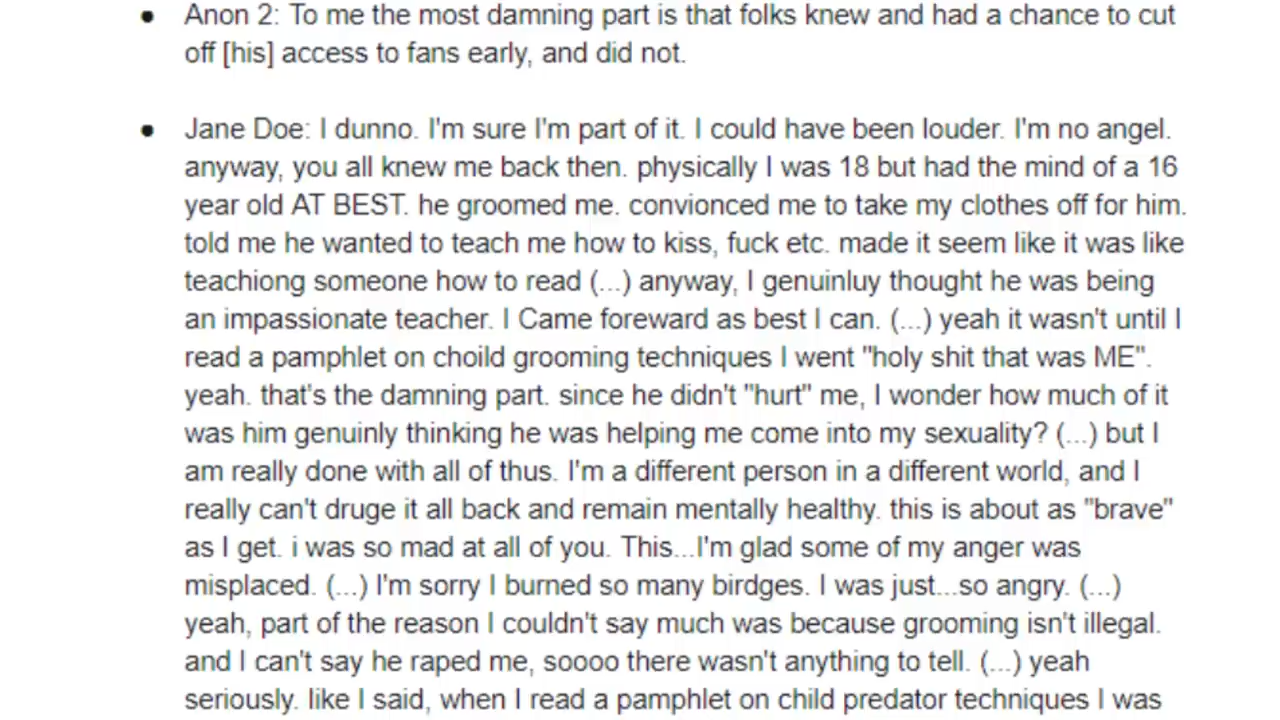 ● Anon 2: To me the most damning part is that folks knew and had a chance to cut
off [his] access to fans early, and did not.
● Jane Doe: I dunno. I'm sure I'm part of it. I could have been louder. I'm no angel.
anyway, you all knew me back then. physically I was 18 but had the mind of a 16
year old AT BEST. he groomed me. convionced me to take my clothes off for him.
told me he wanted to teach me how to kiss, fuck etc. made it seem like it was like
teachiong someone how to read (...) anyway, I genuinluy thought he was being
an impassionate teacher. I Came foreward as best I can. (...) yeah it wasn't until I
read a pamphlet on choild grooming techniques I went "holy shit that was ME".
yeah. that's the damning part. since he didn't "hurt" me, I wonder how much of it
was him genuinly thinking he was helping me come into my sexuality? (...) but I
am really done with all of thus. I'm a different person in a different world, and I
really can't druge it all back and remain mentally healthy. this is about as "brave"
as I get. i was so mad at all of you. This...I'm glad some of my anger was
misplaced. (...) I'm sorry I burned so many birdges. I was just...so angry. (...)
yeah, part of the reason I couldn't say much was because grooming isn't illegal.
and I can't say he raped me, soooo there wasn't anything to tell. (...) yeah
seriously. like I said, when I read a pamphlet on child predator techniques I was